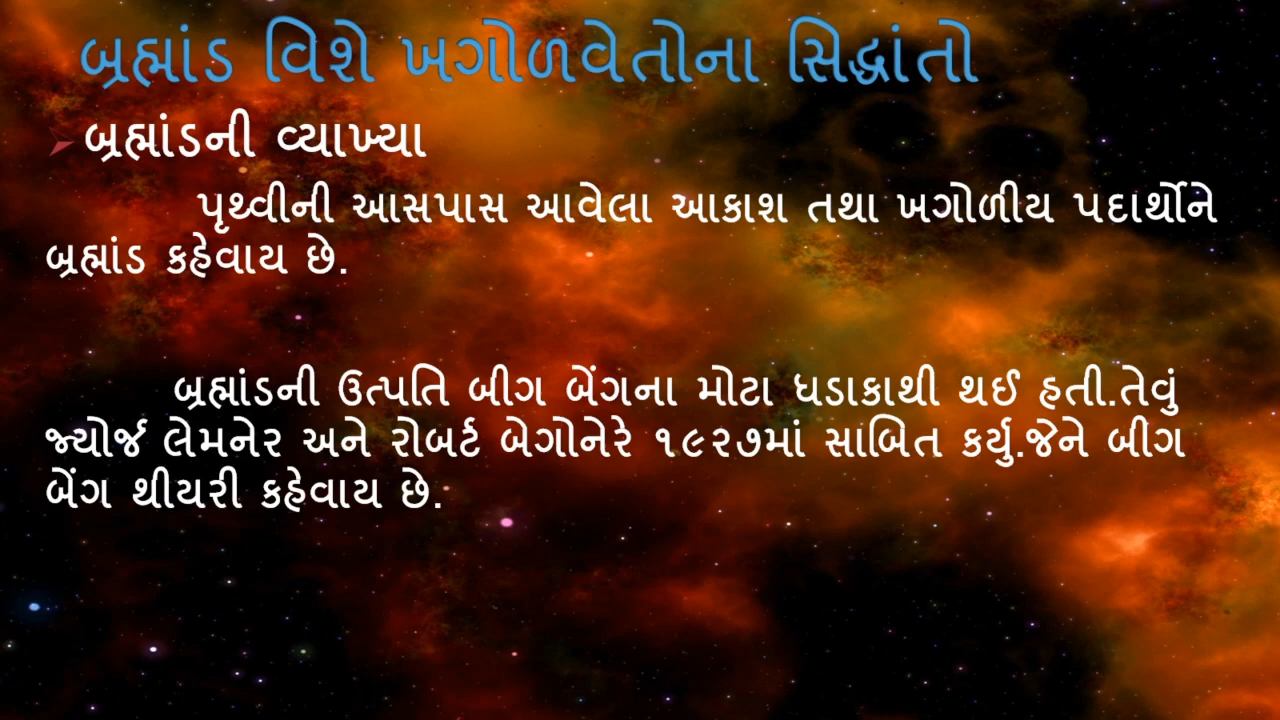 બ્રહ્માંડ વિશે ખગોળવેતોના સિદ્ધાંતો
બ્રહ્માંડની વ્યાખ્યા
પૃથ્વીની આસપાસ આવેલા આકાશ તથા ખગોળીય પદાર્થોને
બ્રહ્માંડ કહેવાય છે.
બ્રહ્માંડની ઉત્પતિ બીગ બેંગના મોટા ધડાકાથી થઈ હતી.તેવું
જ્યોર્જ લેમનેર અને રોબર્ટ બેગોનેરે ૧૯૨૭માં સાબિત કર્યું.જેને બીગ
બેંગ થીયરી કહેવાય છે.